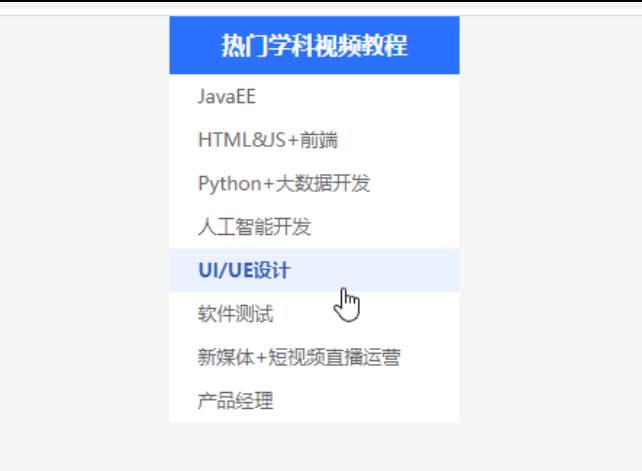 热门学科视频教程
JavaEE
HTML&JS+前端
Python+大数据开发
人工智能开发
UI/UE设计
软件测试
新媒体+短视频直播运营
产品经理